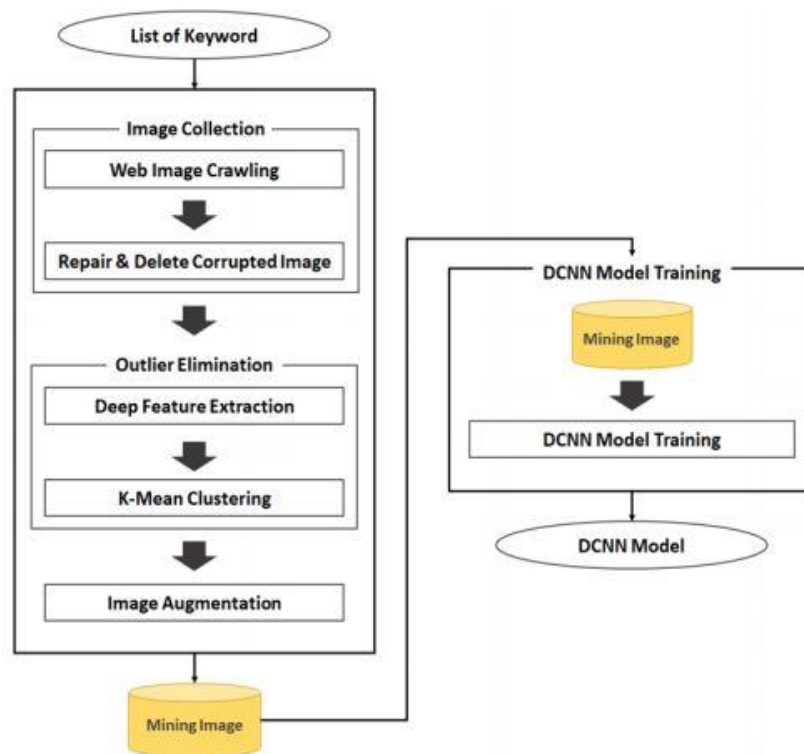 List of Keyword
Image Collection
Web Image Crawling
Repair & Delete Corrupted Image
Outlier Elimination
Deep Feature Extraction
K-Mean Clustering
Image Augmentation
Mining Image
DCNN Model Training
Mining Image
DCNN Model Training
DCNN Model